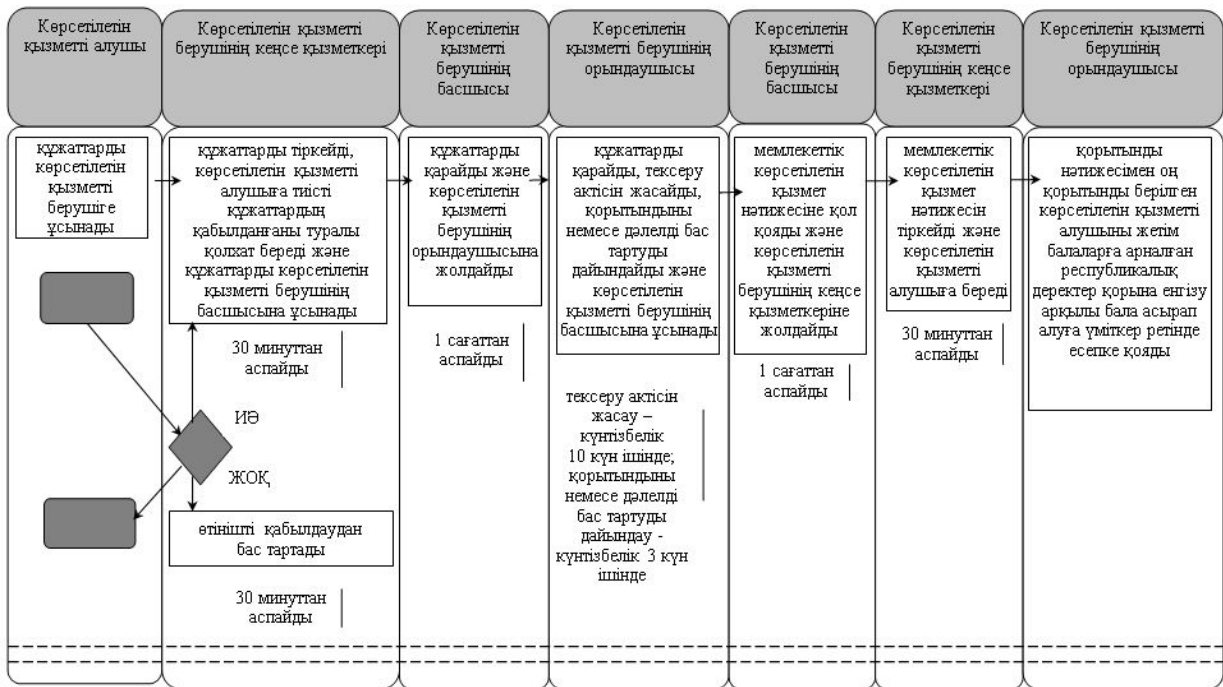 Көрсетілетін
қызметті алушы
Көрсетілетін қызметті
берушінің кеңсе қызметкері
Көрсетілетін
қызметті
берушінің
басшысы
Көрсетілетін
қызметті берушінің
орындаушысы
Көрсетілетін
қызметті
берушінің
басшысы
Көрсетілетін
қызметті
берушінің кеңсе
қызметкері
Көрсетілетін қызметті
берушінің
орындаушысы
құжаттарды
көрсетілетін
қызметті
берушіге
ұсынады
құжаттарды тіркейді,
көрсетілетін қызметті
алушыға тиісті
құжаттардың
қабылданғаны туралы
қолхат береді және
құжаттарды көрсетілетін
қызметті берушінің
басшысына ұсынады
30 минуттан
аспайды
ИӘ
ЖОҚ
өтінішті қабылдаудан
бас тартады
30 минуттан
аспайды
құжаттарды
қарайды және
көрсетілетін
қызметті
берушінің
орындаушысына
жолдайды
1 сағаттан
аспайды
құжаттарды
қарайды, тексеру
актісін жасайды,
қорытындыны
немесе дәлелді бас
тартуды
дайындайды және
көрсетілетін
қызметті берушінің
басшысына ұсынады
тексеру актісін
жасау –
күнтізбелік
10 күн ішінде;
қорытындыны
немесе дәлелді
бас тартуды
дайындау -
күнтізбелік 3 күн
ішінде
мемлекеттік
көрсетілетін
қызмет
нәтижесіне қол
қояды және
көрсетілетін
қызметті
берушінің кеңсе
қызметкеріне
жолдайды
1 сағаттан
аспайды
мемлекеттік
көрсетілетін
қызмет
нәтижесін
тіркейді және
көрсетілетін
қызметті
алушыға береді
30 минуттан
аспайды
қорытынды
нәтижесімен оң
қорытынды берілген
көрсетілетін қызметті
алушыны жетім
балаларға арналған
республикалық
деректер қорына енгізу
арқылы бала асырап
алуға үміткер ретінде
есепке қояды